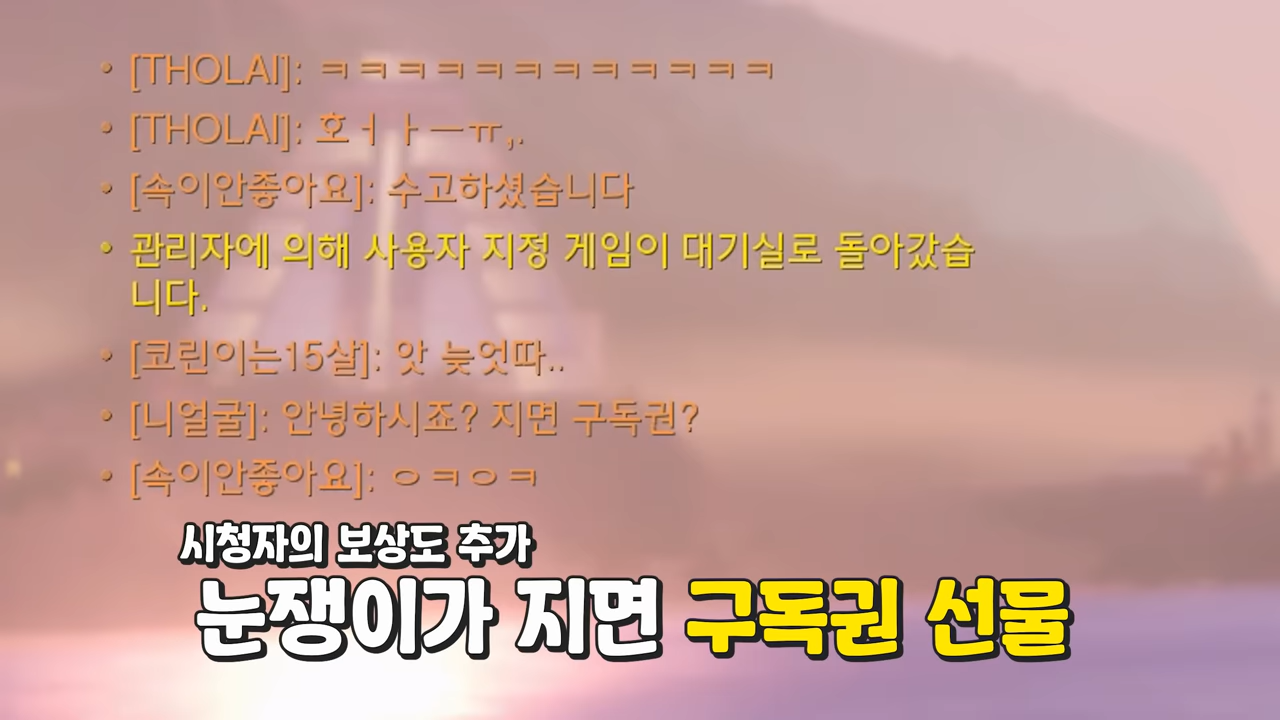 • [THOLAI]: ㅋㅋㅋㅋㅋㅋㅋㅋㅋㅋㅋㅋ
• [THOLAI]: 호ㅓㅏㅡㅠ,.
• [속이안좋아요]: 수고하셨습니다
• 관리자에 의해 사용자 지정 게임이 대기실로 돌아갔습
니다.
• [코린이는15살]: 앗 늦엇따..
• [니얼굴]: 안녕하시죠? 지면 구독권?
• [속이안좋아요]: ㅇㅋㅇㅋ
시청자의 보상도 추가
눈쟁이가 지면 구독권 선물